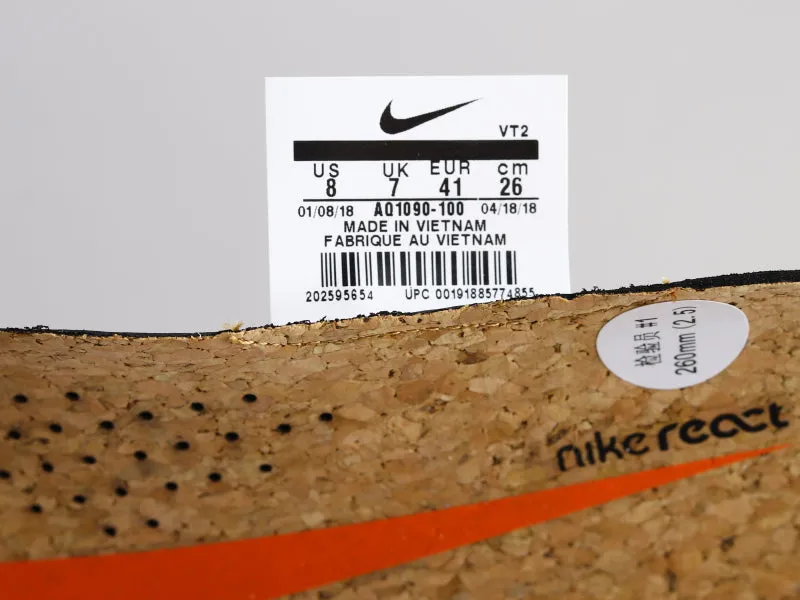 VT2
US UK EUR cm
8 7 41 26
01/08/18 AQ1090-100 04/18/18
MADE IN VIETNAM
FABRIQUE AU VIETNAM
202595654 UPC 00191885774855
检验员 #1
260mm (2.5)
nike react